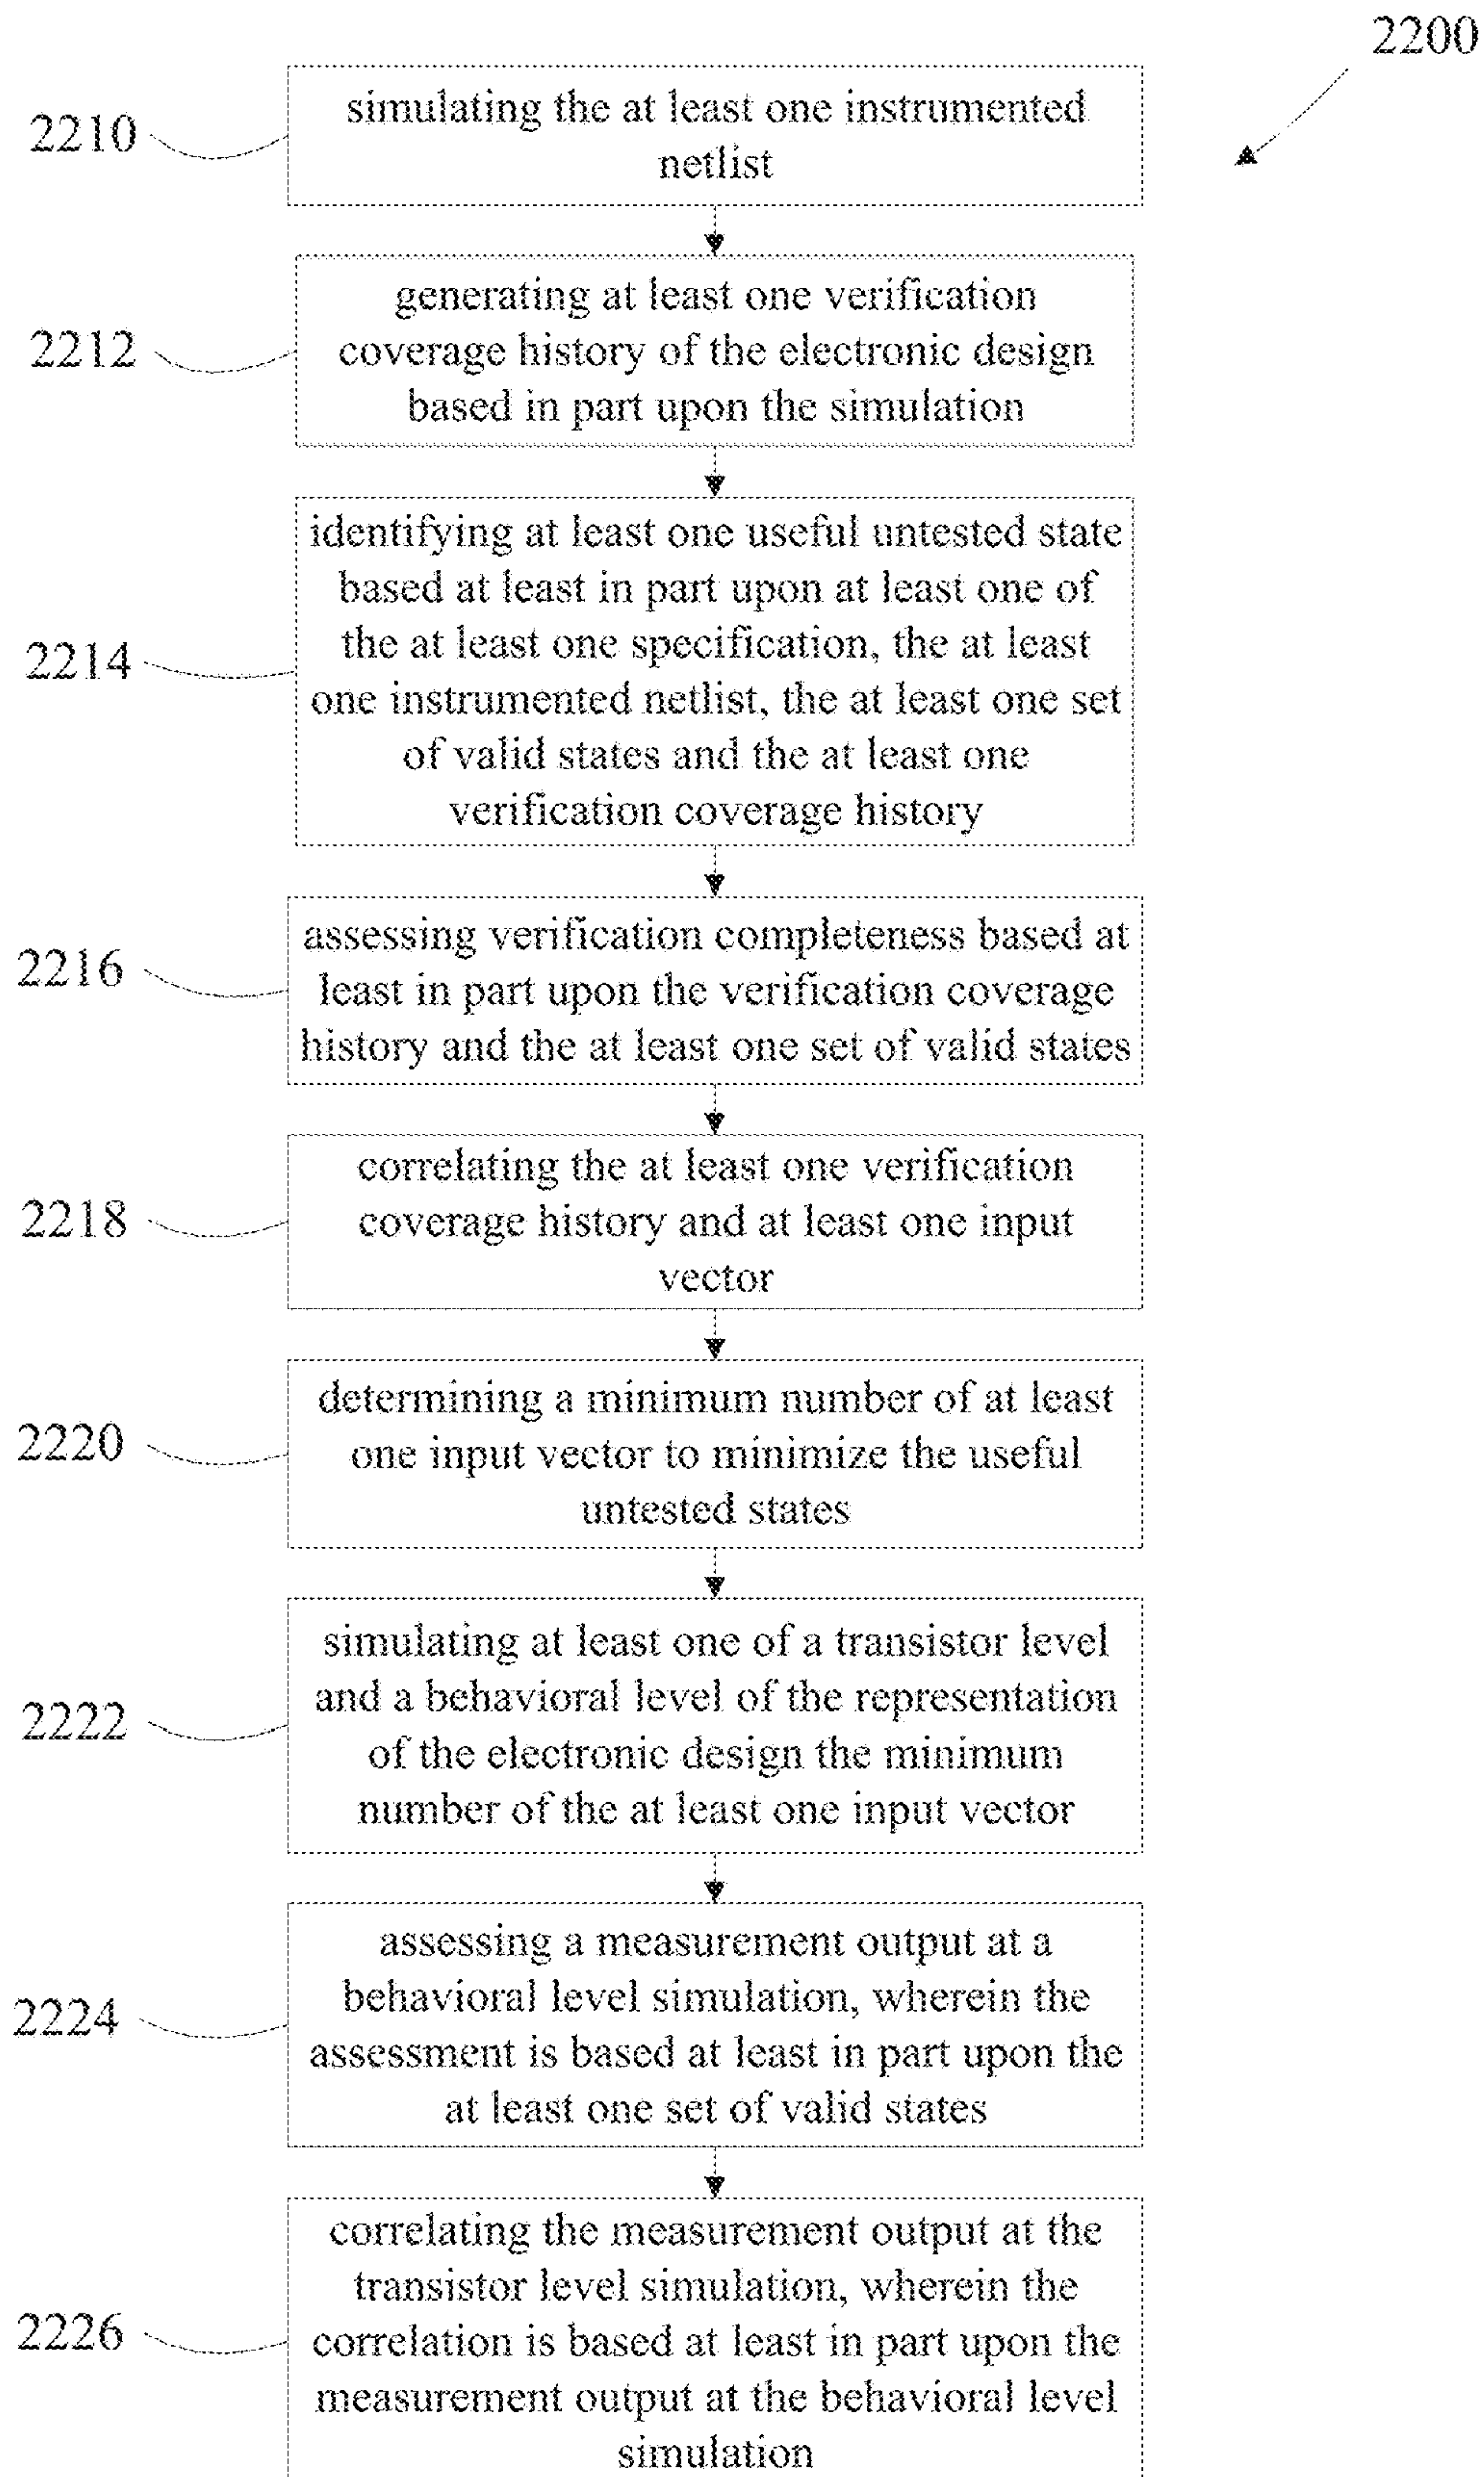 2200
2210
simulating the at least one instrumented
netlist
2212
generating at least one verification
coverage history of the electronic design
based in part upon the simulation
2214
identifying at least one useful untested state
based at least in part upon at least one of
the at least one specification, the at least
one instrumented netlist, the at least one set
of valid states and the at least one
verification coverage history
2216
assessing verification completeness based at
least in part upon the verification coverage
history and the at least one set of valid states
2218
correlating the at least one verification
coverage history and at least one input
vector
2220
determining a minimum number of at least
one input vector to minimize the useful
untested states
2222
simulating at least one of a transistor level
and a behavioral level of the representation
of the electronic design the minimum
number of the at least one input vector
2224
assessing a measurement output at a
behavioral level simulation, wherein the
assessment is based at least in part upon the
at least one set of valid states
2226
correlating the measurement output at the
transistor level simulation, wherein the
correlation is based at least in part upon the
measurement output at the behavioral level
simulation